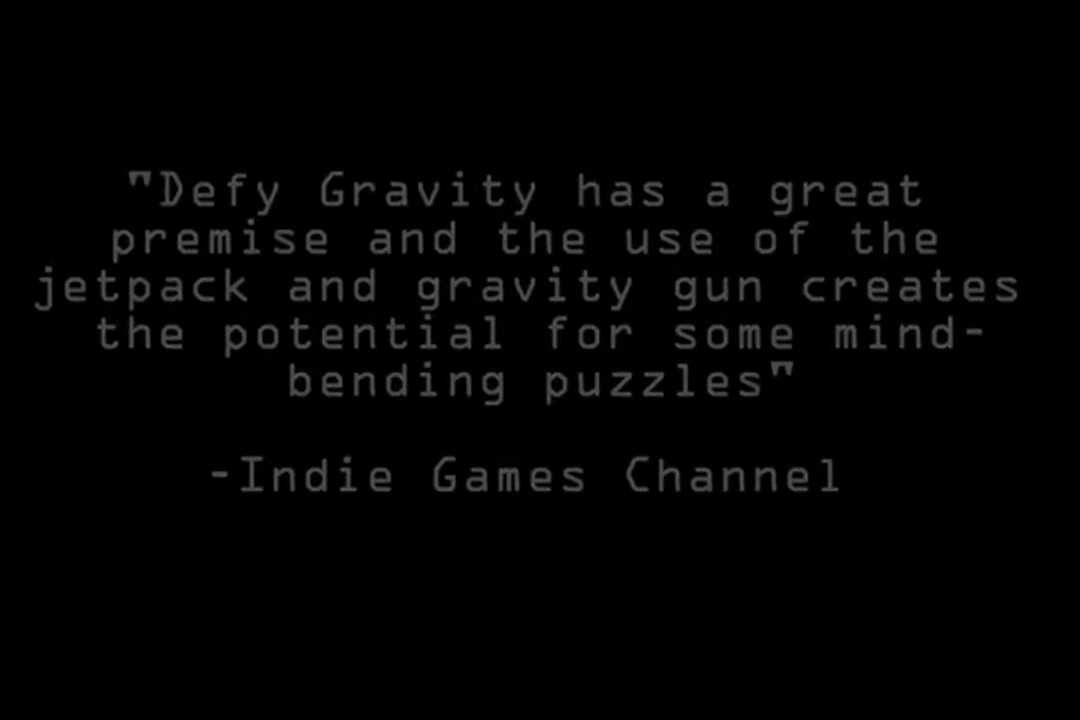 "Defy Gravity has a great
premise and the use of the
jetpack and gravity gun creates
the potential for some mind-
bending puzzles"
-Indie Games Channel